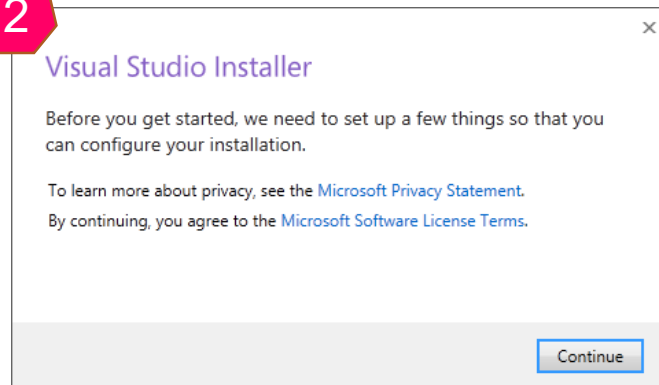 2
Visual Studio Installer
Before you get started, we need to set up a few things so that you
can configure your installation.
To learn more about privacy, see the Microsoft Privacy Statement.
By continuing, you agree to the Microsoft Software License Terms.
Continue